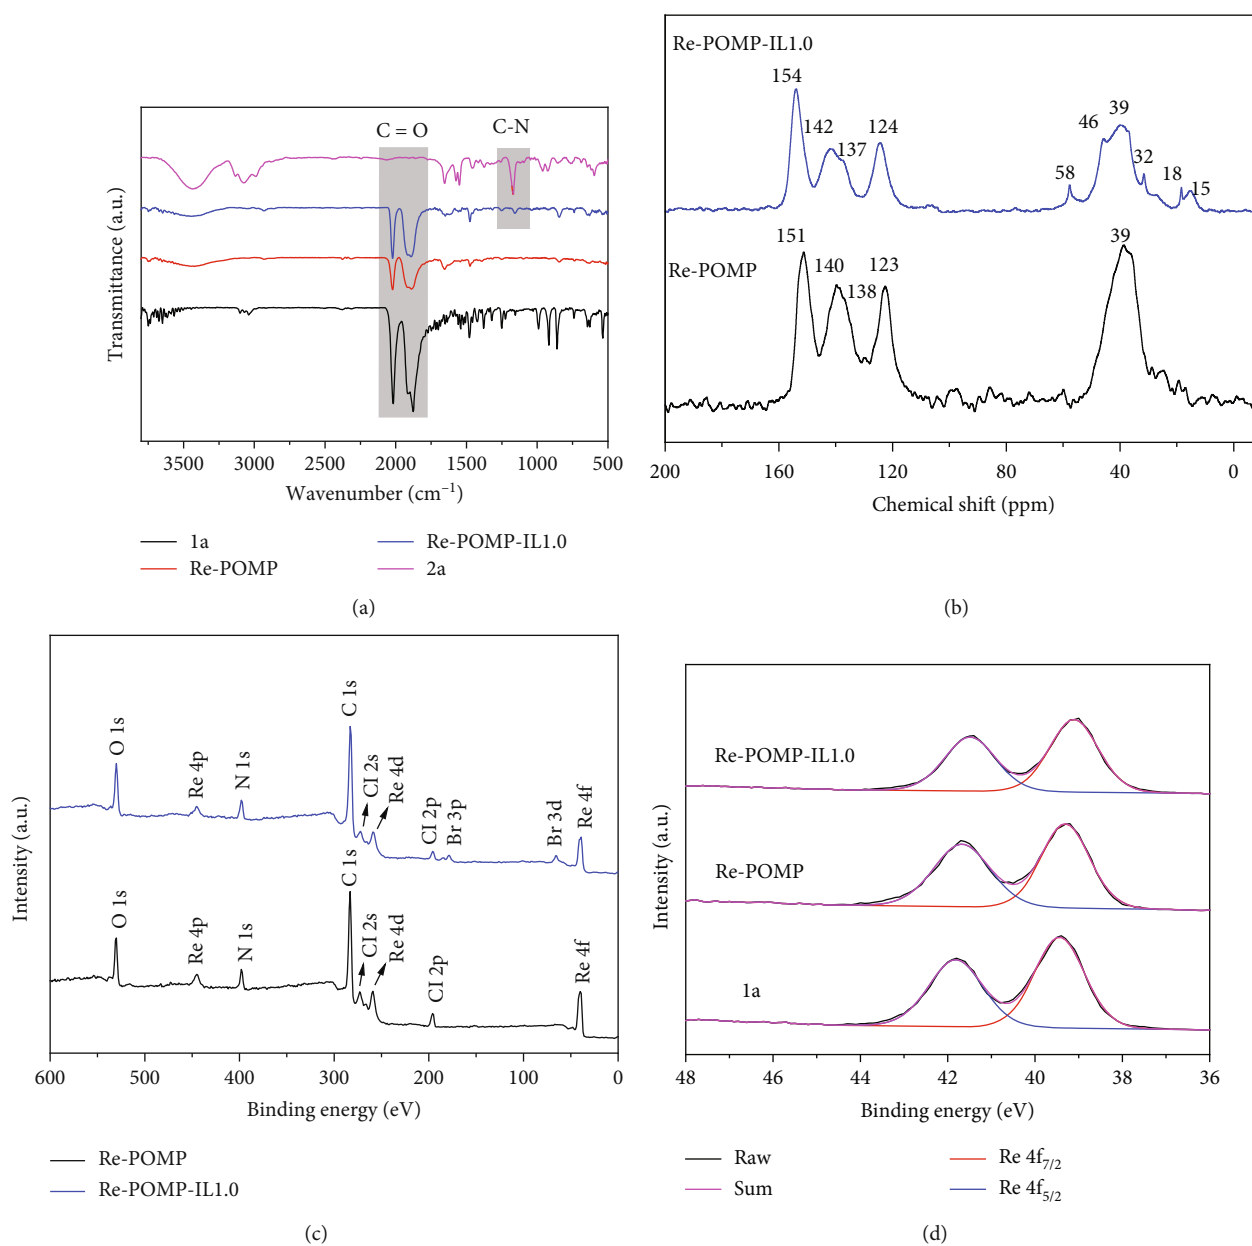 C = O
C-N
Transmittance (a.u.)
3500
3000
2500
2000
1500
1000
500
Wavenumber (cm⁻¹)
1a
Re-POMP-IL1.0
Re-POMP
2a
(a)
Re-POMP-IL1.0
154
142
137
124
58
46
39
32
18
15
Re-POMP
151
140
138
123
39
200
160
120
80
40
0
Chemical shift (ppm)
(b)
Intensity (a.u.)
O 1s
Re 4p
N 1s
C 1s
CI 2s
Re 4d
CI 2p
Br 3p
Br 3d
Re 4f
O 1s
Re 4p
N 1s
C 1s
CI 2s
Re 4d
CI 2p
Re 4f
600
500
400
300
200
100
0
Binding energy (eV)
Re-POMP
Re-POMP-IL1.0
(c)
Intensity (a.u.)
Re-POMP-IL1.0
Re-POMP
1a
48
46
44
42
40
38
36
Binding energy (eV)
Raw
Re 4f₇/₂
Sum
Re 4f₅/₂
(d)